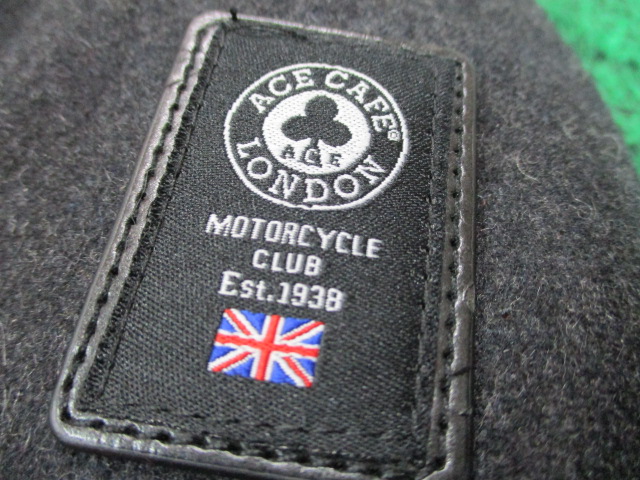 ACE CAFE®
ACE
LONDON
MOTORCYCLE
CLUB
Est.1938